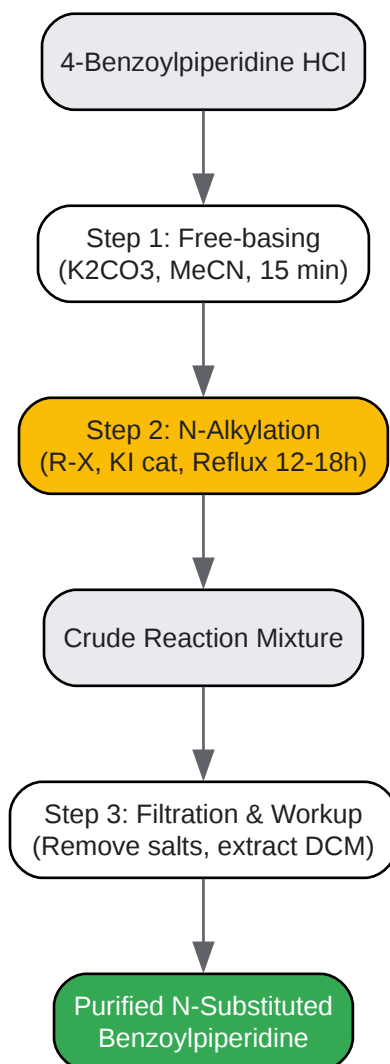 4-Benzoylpiperidine HCl
Step 1: Free-basing
(K2CO3, MeCN, 15 min)
Step 2: N-Alkylation
(R-X, KI cat, Reflux 12-18h)
Crude Reaction Mixture
Step 3: Filtration & Workup
(Remove salts, extract DCM)
Purified N-Substituted
Benzoylpiperidine